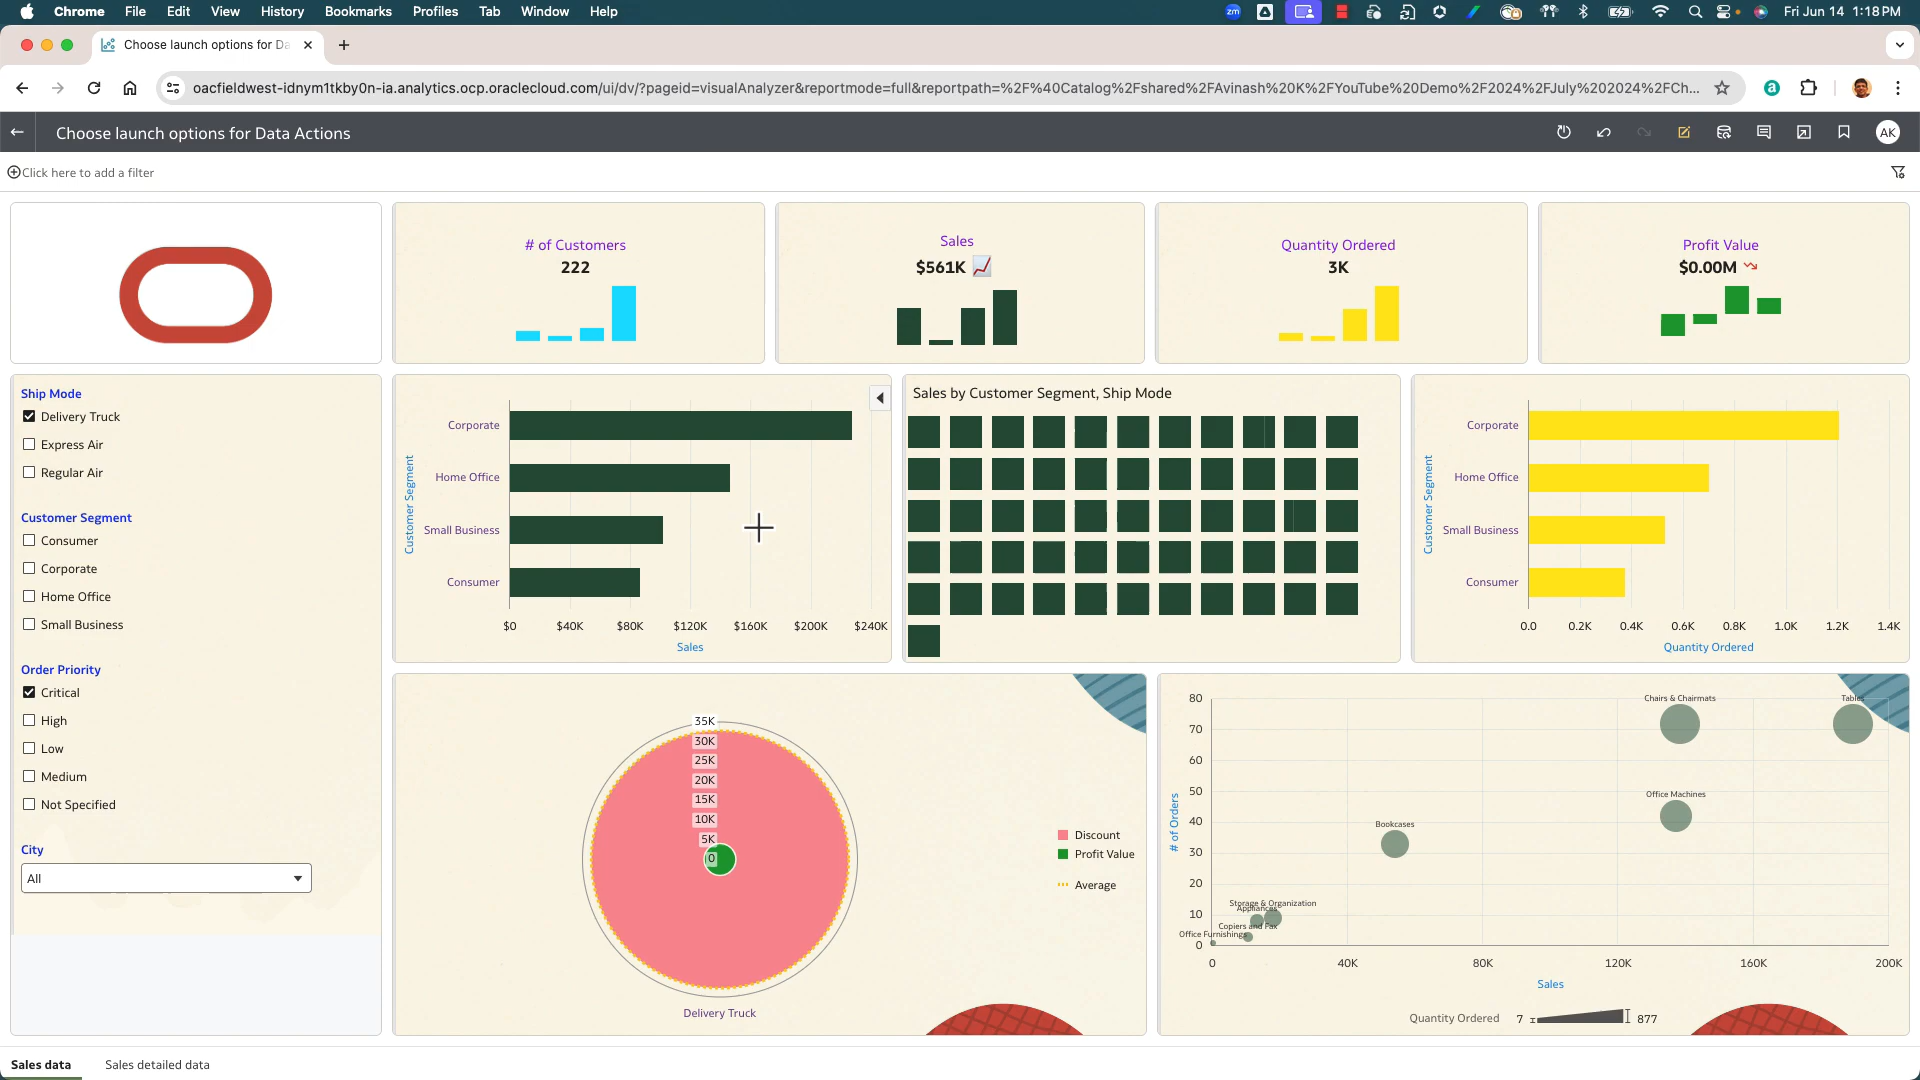 Chrome File Edit View History Bookmarks Profiles Tab Window Help
zm
Fri Jun 14 1:18 PM
Choose launch options for Da
oacfieldwest-idnym1tkby0n-ia.analytics.ocp.oraclecloud.com/ui/dv/?pageid=visualAnalyzer&reportmode=full&reportpath=%2F%40Catalog%2Fshared%2FAvinash%20K%2FYouTube%20Demo%2F2024%2FJuly%202024%2FCh...
a
Choose launch options for Data Actions
AK
Click here to add a filter
# of Customers
222
Sales
$561K
Quantity Ordered
3K
Profit Value
$0.00M
Ship Mode
Delivery Truck
Express Air
Regular Air
Customer Segment
Consumer
Corporate
Home Office
Small Business
Order Priority
Critical
High
Low
Medium
Not Specified
City
All
Customer Segment
Corporate
Home Office
Small Business
Consumer
$0 $40K $80K $120K $160K $200K $240K
Sales
Sales by Customer Segment, Ship Mode
Customer Segment
Corporate
Home Office
Small Business
Consumer
0.0 0.2K 0.4K 0.6K 0.8K 1.0K 1.2K 1.4K
Quantity Ordered
35K
30K
25K
20K
15K
10K
5K
0
Discount
Profit Value
Average
Delivery Truck
# of Orders
80
70
60
50
40
30
20
10
0
Chairs & Chairmats
Tables
Office Machines
Bookcases
Storage & Organization
Appliances
Copiers and Fax
Office Furnishings
0 40K 80K 120K 160K 200K
Sales
Quantity Ordered 7 877
Sales data Sales detailed data